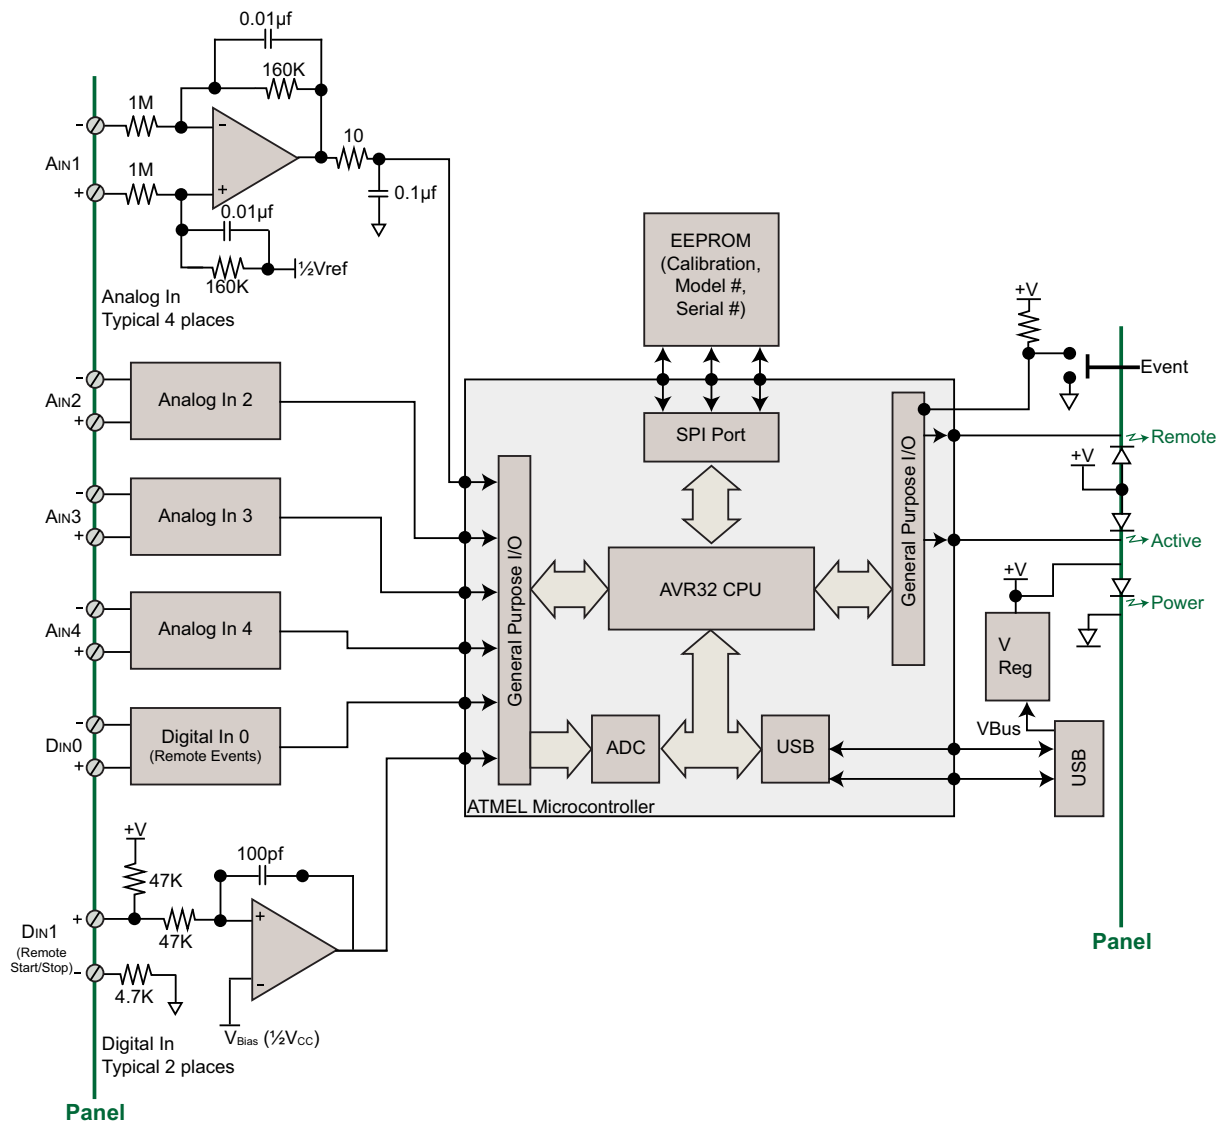 0.01µf
160K
1M
-
-
10
AIN1
1M
+
+
0.1µf
0.01µf
½Vref
160K
Analog In
Typical 4 places
-
AIN2
+
Analog In 2
-
AIN3
+
Analog In 3
-
AIN4
+
Analog In 4
-
DIN0
+
Digital In 0
(Remote Events)
+V
47K
100pf
+
DIN1
(Remote
Start/Stop)
-
47K
4.7K
+
-
VBias (½VCC)
Digital In
Typical 2 places
Panel
EEPROM
(Calibration,
Model #,
Serial #)
SPI Port
General Purpose I/O
AVR32 CPU
General Purpose I/O
ADC
USB
ATMEL Microcontroller
+V
Event
Remote
+V
Active
+V
Power
V
Reg
VBus
USB
Panel